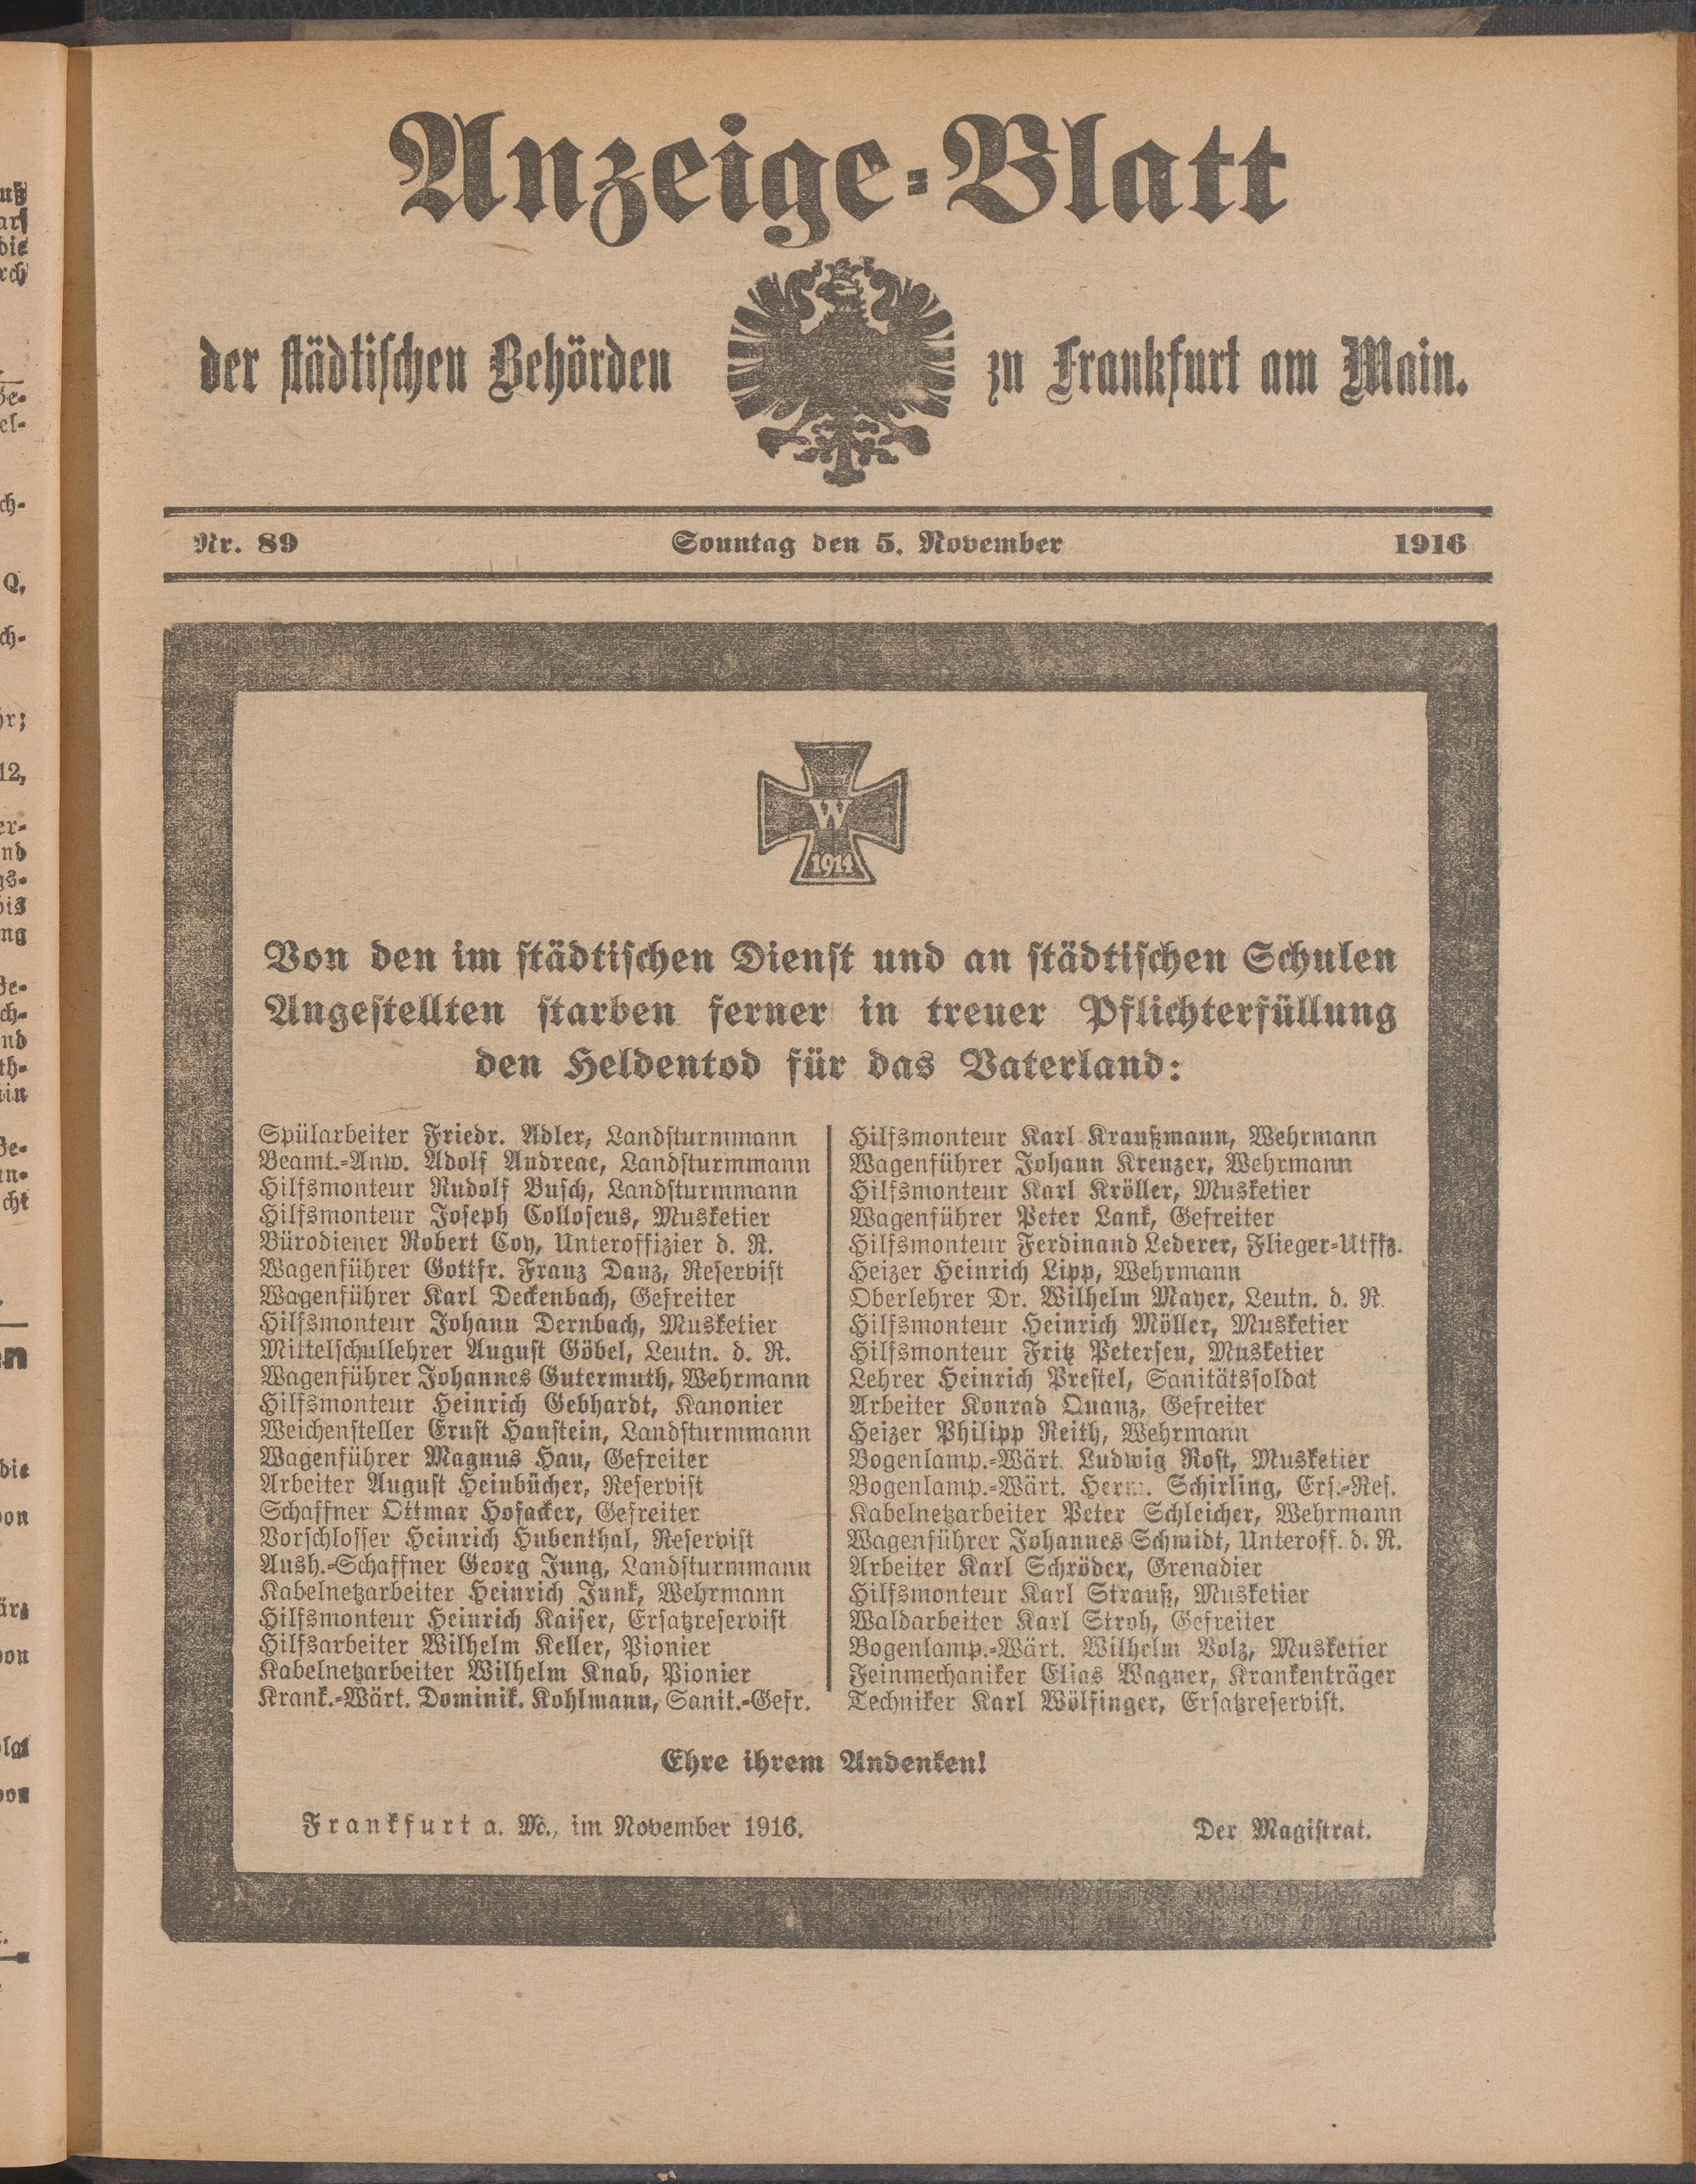 Anzeige-Blatt
der städtischen Behörden zu Frankfurt am Main.
Nr. 89 Sonntag den 5. November 1916
W
1914
Von den im städtischen Dienst und an städtischen Schulen
Angestellten starben ferner in treuer Pflichterfüllung
den Heldentod für das Vaterland:
Spülarbeiter Friedr. Adler, Landsturmmann
Beamt.-Anw. Adolf Andreae, Landsturmmann
Hilfsmonteur Rudolf Busch, Landsturmmann
Hilfsmonteur Joseph Colloseus, Musketier
Bürodiener Robert Coy, Unteroffizier d. R.
Wagenführer Gottfr. Franz Danz, Reservist
Wagenführer Karl Deckenbach, Gefreiter
Hilfsmonteur Johann Dernbach, Musketier
Mittelschullehrer August Göbel, Leutn. d. R.
Wagenführer Johannes Gutermuth, Wehrmann
Hilfsmonteur Heinrich Gebhardt, Kanonier
Weichensteller Ernst Hanstein, Landsturmmann
Wagenführer Magnus Hau, Gefreiter
Arbeiter August Heinbücher, Reservist
Schaffner Ottmar Hofacker, Gefreiter
Vorschlosser Heinrich Hubenthal, Reservist
Aush.-Schaffner Georg Jung, Landsturmmann
Kabelnetzarbeiter Heinrich Junk, Wehrmann
Hilfsmonteur Heinrich Kaiser, Ersatzreservist
Hilfsarbeiter Wilhelm Keller, Pionier
Kabelnetzarbeiter Wilhelm Knab, Pionier
Krank.-Wärt. Dominik. Kohlmann, Sanit.-Gefr.
Hilfsmonteur Karl Kraußmann, Wehrmann
Wagenführer Johann Krenzer, Wehrmann
Hilfsmonteur Karl Kröller, Musketier
Wagenführer Peter Lank, Gefreiter
Hilfsmonteur Ferdinand Lederer, Flieger-Utffz.
Heizer Heinrich Lipp, Wehrmann
Oberlehrer Dr. Wilhelm Mayer, Leutn. d. R.
Hilfsmonteur Heinrich Möller, Musketier
Hilfsmonteur Fritz Petersen, Musketier
Lehrer Heinrich Prestel, Sanitätssoldat
Arbeiter Konrad Quanz, Gefreiter
Heizer Philipp Reith, Wehrmann
Bogenlamp.-Wärt. Ludwig Rost, Musketier
Bogenlamp.-Wärt. Herm. Schirling, Ers.-Res.
Kabelnetzarbeiter Peter Schleicher, Wehrmann
Wagenführer Johannes Schmidt, Unteroff. d. R.
Arbeiter Karl Schröder, Grenadier
Hilfsmonteur Karl Strauß, Musketier
Waldarbeiter Karl Stroh, Gefreiter
Bogenlamp.-Wärt. Wilhelm Volz, Musketier
Feinmechaniker Elias Wagner, Krankenträger
Techniker Karl Wölfinger, Ersatzreservist.
Ehre ihrem Andenken!
Frankfurt a. M., im November 1916.
Der Magistrat.